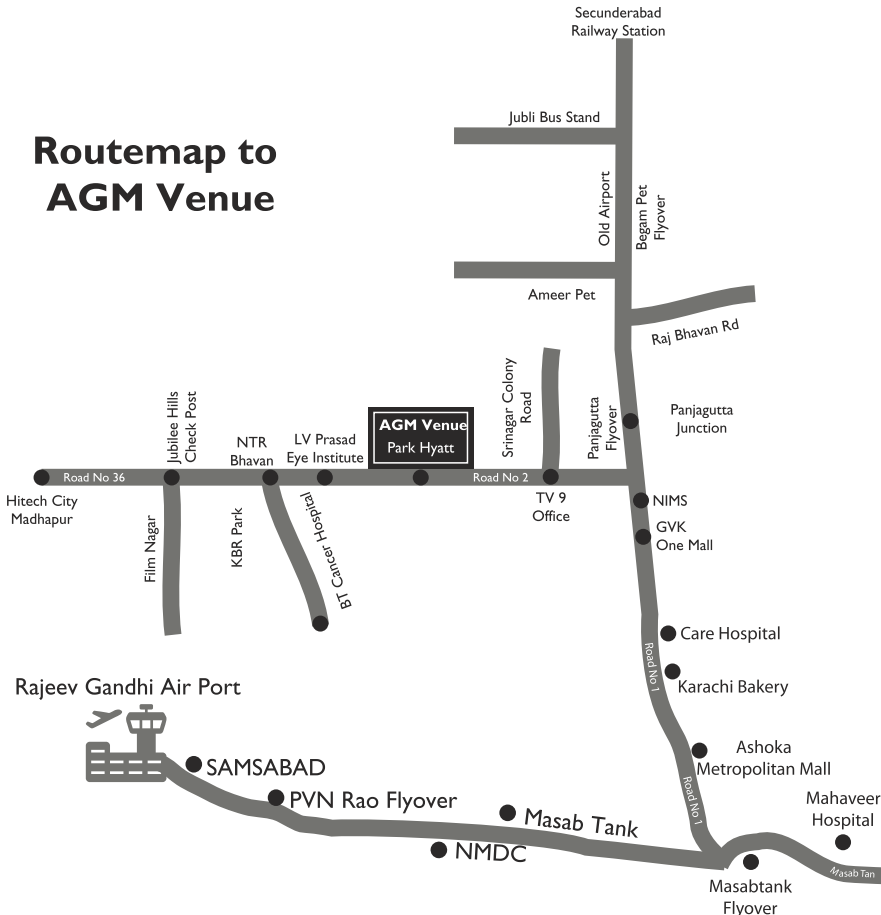 Secunderabad
Railway Station
Jubli Bus Stand
Routemap to
AGM Venue
Old Airport
Begam Pet
Flyover
Ameer Pet
Raj Bhavan Rd
Srinagar Colony
Road
Panjagutta
Flyover
Panjagutta
Junction
Jubilee Hills
Check Post
NTR
Bhavan
LV Prasad
Eye Institute
AGM Venue
Park Hyatt
Road No 36
Road No 2
Hitech City
Madhapur
TV 9
Office
NIMS
GVK
One Mall
Film Nagar
KBR Park
BT Cancer Hospital
Care Hospital
Road No 1
Karachi Bakery
Rajeev Gandhi Air Port
SAMSABAD
PVN Rao Flyover
Masab Tank
NMDC
Ashoka
Metropolitan Mall
Road No 1
Mahaveer
Hospital
Masab Tan
Masabtank
Flyover